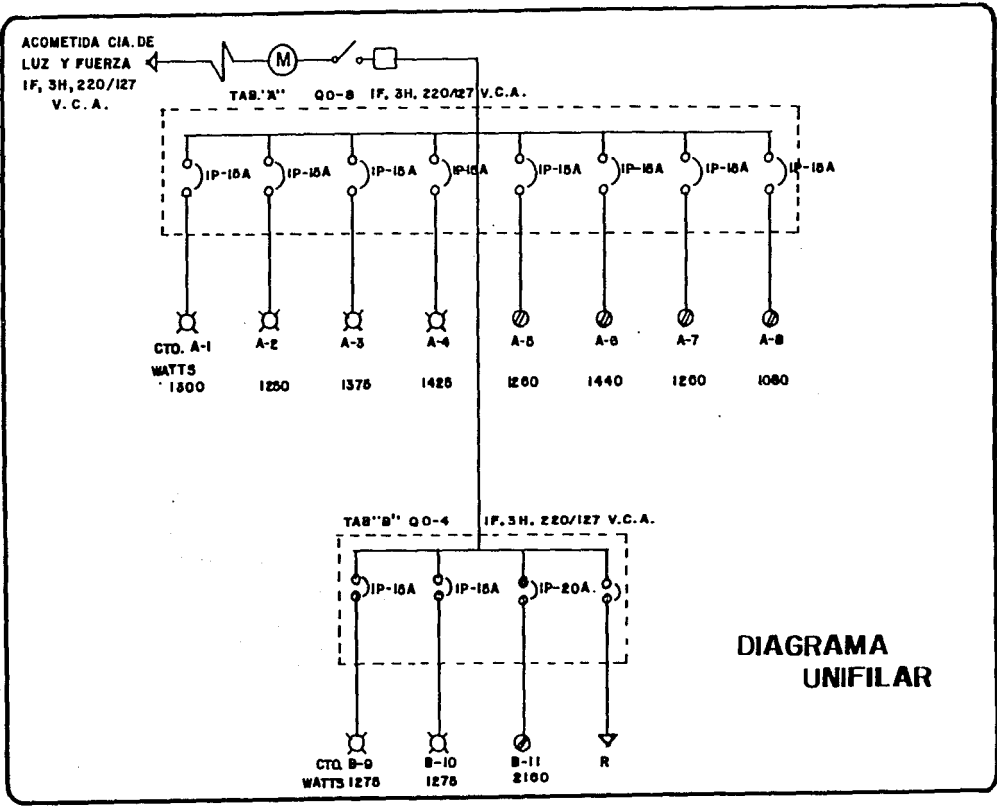 ACOMETIDA CIA. DE
LUZ Y FUERZA
1F, 3H, 220/127
V. C. A.
M
TAB."A" QO-8 1F, 3H, 220/127 V.C.A.
1P-15A 1P-15A 1P-15A 1P-15A 1P-15A 1P-15A 1P-15A 1P-15A
CTO. A-1 A-2 A-3 A-4 A-5 A-6 A-7 A-8
WATTS
1300 1250 1375 1425 1260 1440 1260 1080
TAB"B" QO-4 1F, 3H, 220/127 V.C.A.
1P-15A 1P-15A 1P-20A.
CTO. B-9 B-10 B-11 R
WATTS 1275 1275 2160
DIAGRAMA
UNIFILAR